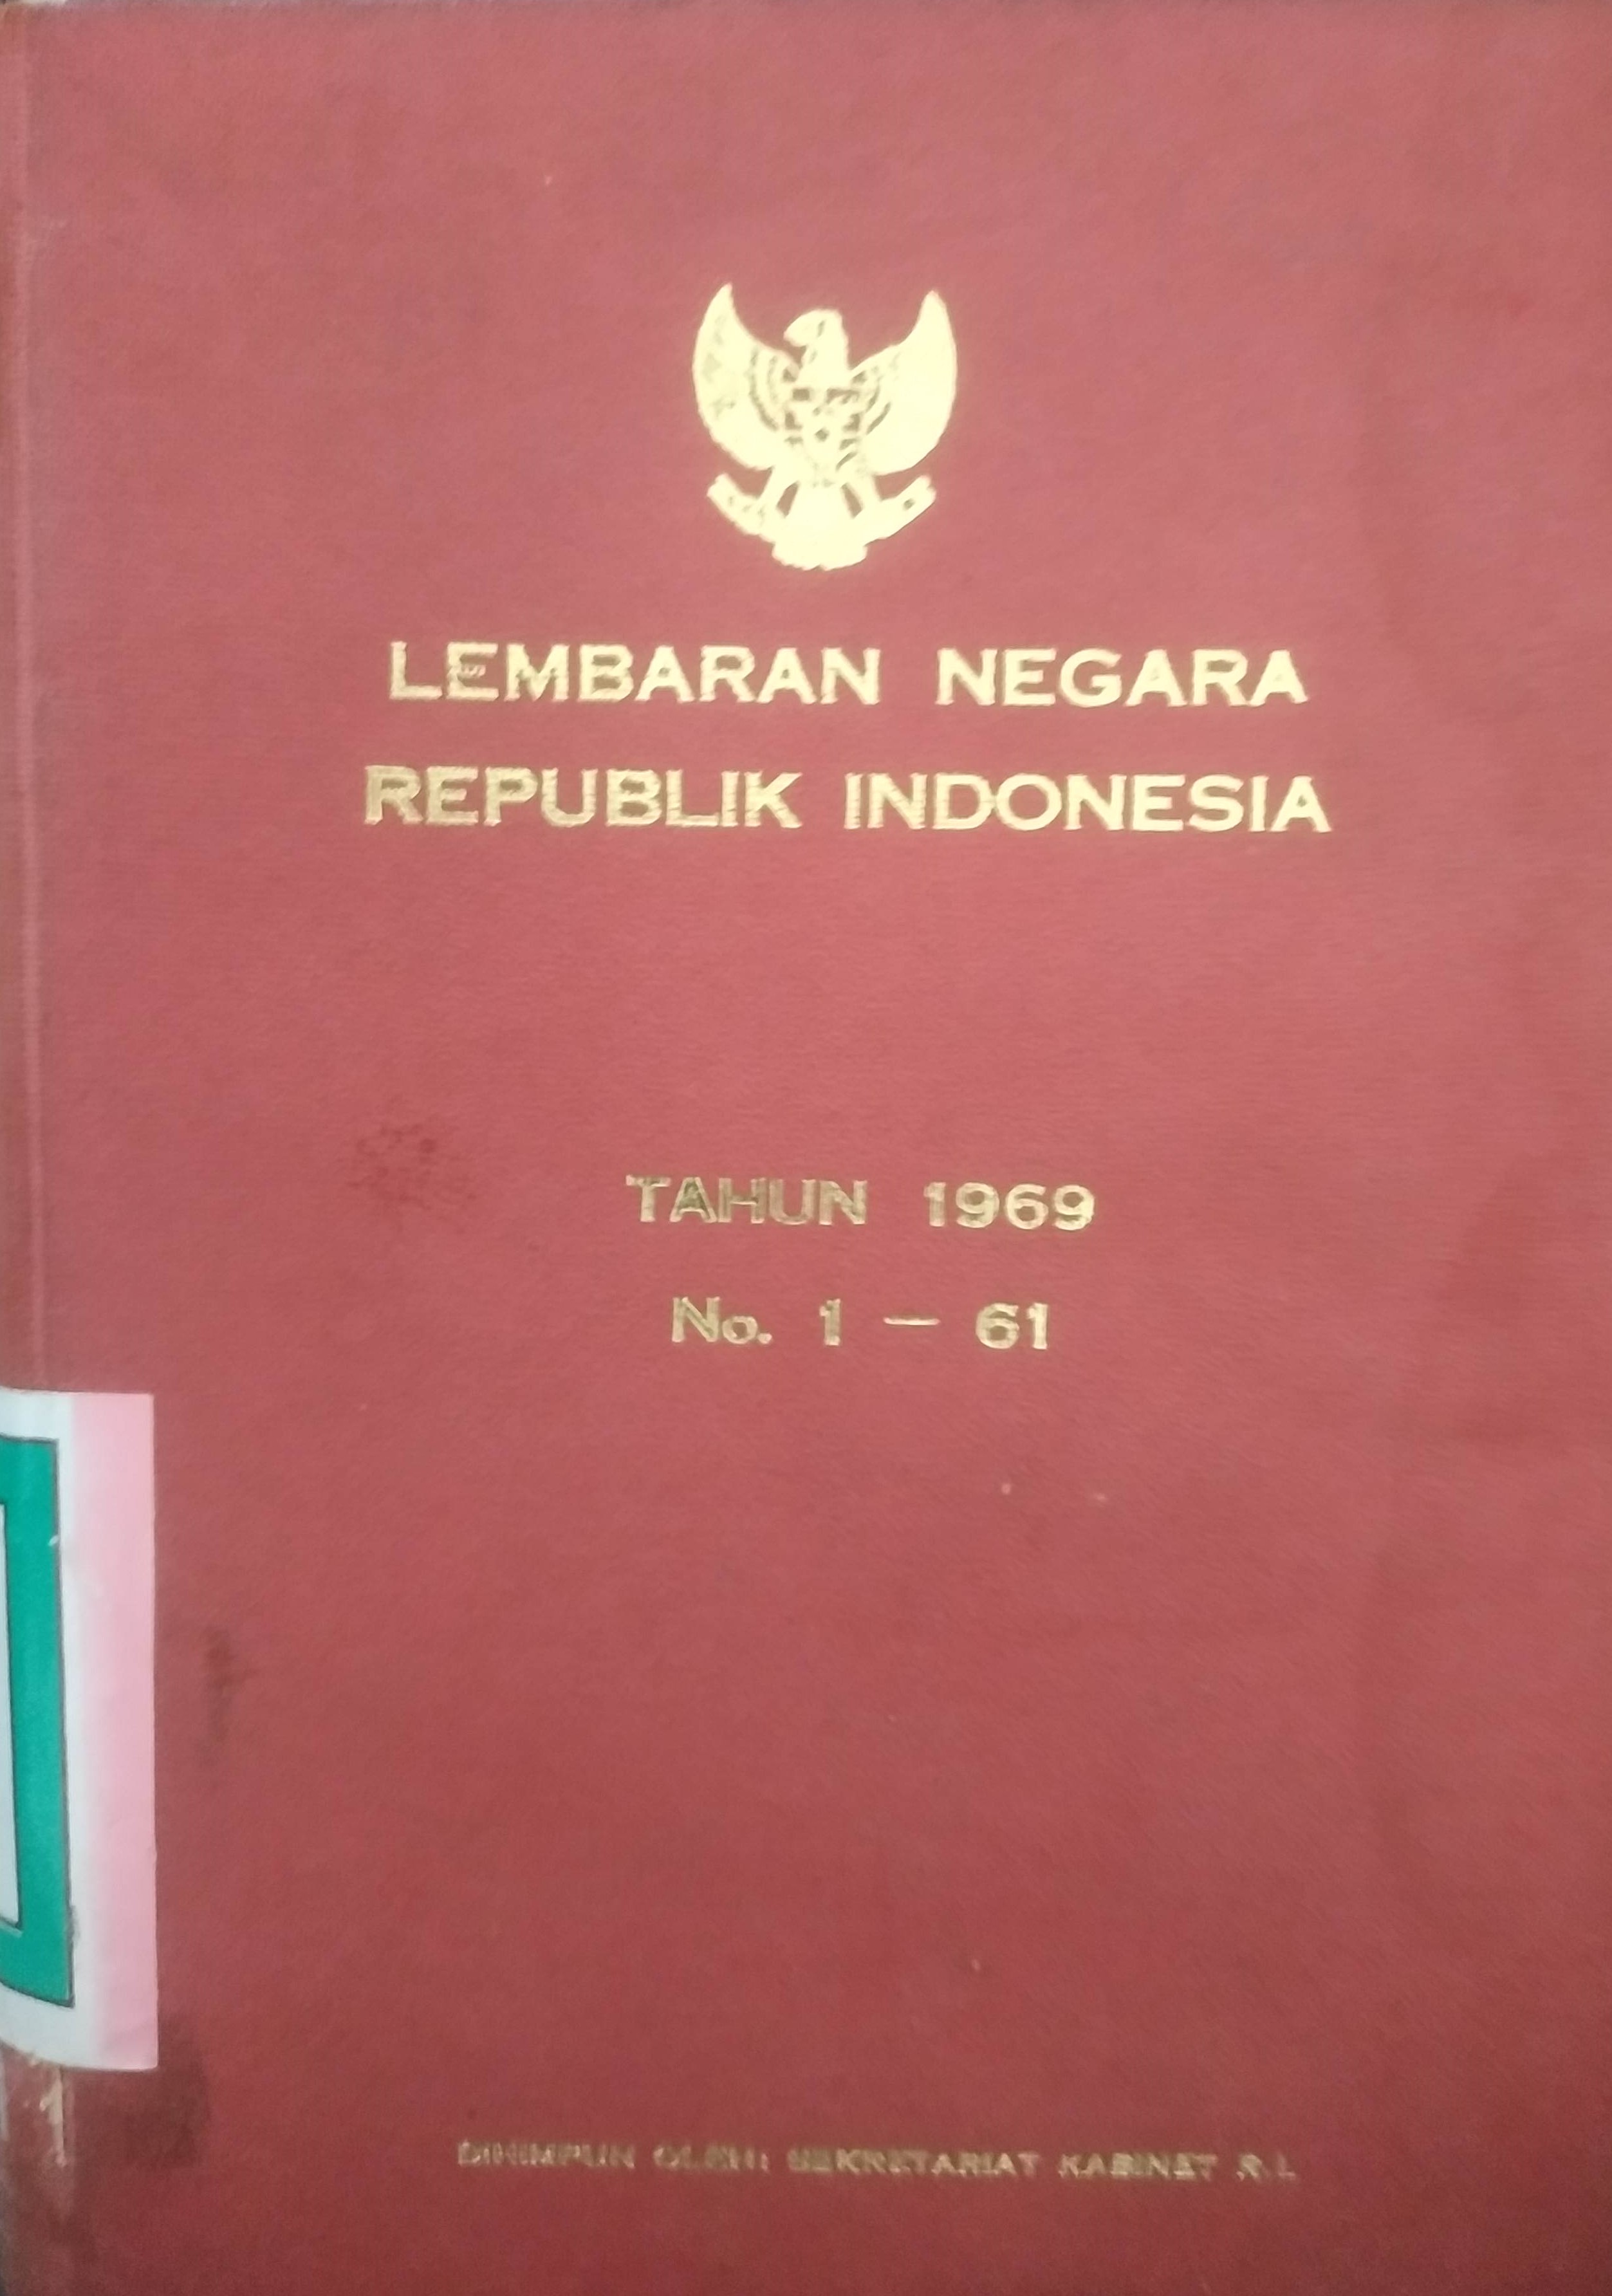 LEMBARAN NEGARA
REPUBLIK INDONESIA
TAHUN 1969
No. 1 — 61
DIHIMPUN OLEH: SEKRETARIAT KABINET R.I.